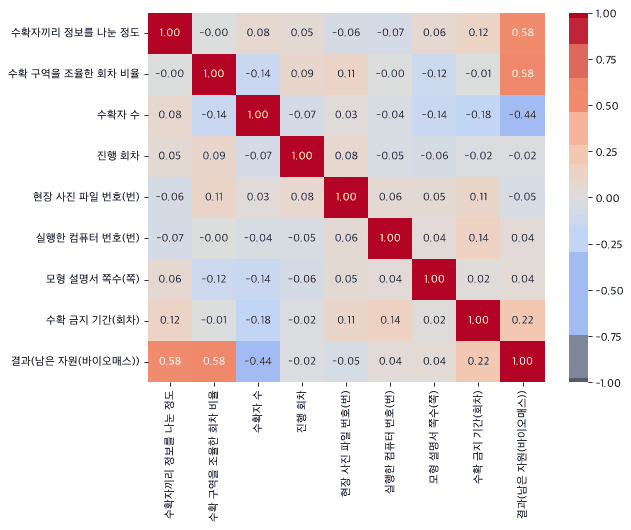 수확자끼리 정보를 나눈 정도 1.00 -0.00 0.08 0.05 -0.06 -0.07 0.06 0.12 0.58
수확 구역을 조율한 회차 비율 -0.00 1.00 -0.14 0.09 0.11 -0.00 -0.12 -0.01 0.58
수확자 수 0.08 -0.14 1.00 -0.07 0.03 -0.04 -0.14 -0.18 -0.44
진행 회차 0.05 0.09 -0.07 1.00 0.08 -0.05 -0.06 -0.02 -0.02
현장 사진 파일 번호(번) -0.06 0.11 0.03 0.08 1.00 0.06 0.05 0.11 -0.05
실행한 컴퓨터 번호(번) -0.07 -0.00 -0.04 -0.05 0.06 1.00 0.04 0.14 0.04
모형 설명서 쪽수(쪽) 0.06 -0.12 -0.14 -0.06 0.05 0.04 1.00 0.02 0.04
수확 금지 기간(회차) 0.12 -0.01 -0.18 -0.02 0.11 0.14 0.02 1.00 0.22
결과(남은 자원(바이오매스)) 0.58 0.58 -0.44 -0.02 -0.05 0.04 0.04 0.22 1.00
수확자끼리 정보를 나눈 정도
수확 구역을 조율한 회차 비율
수확자 수
진행 회차
현장 사진 파일 번호(번)
실행한 컴퓨터 번호(번)
모형 설명서 쪽수(쪽)
수확 금지 기간(회차)
결과(남은 자원(바이오매스))
1.00
0.75
0.50
0.25
0.00
-0.25
-0.50
-0.75
-1.00